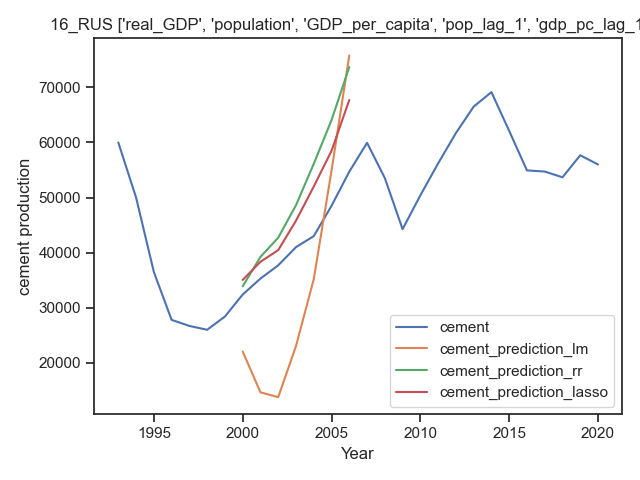 16_RUS ['real_GDP', 'population', 'GDP_per_capita', 'pop_lag_1', 'gdp_pc_lag_1
70000
60000
50000
40000
30000
20000
cement production
cement
cement_prediction_lm
cement_prediction_rr
cement_prediction_lasso
1995 2000 2005 2010 2015 2020
Year